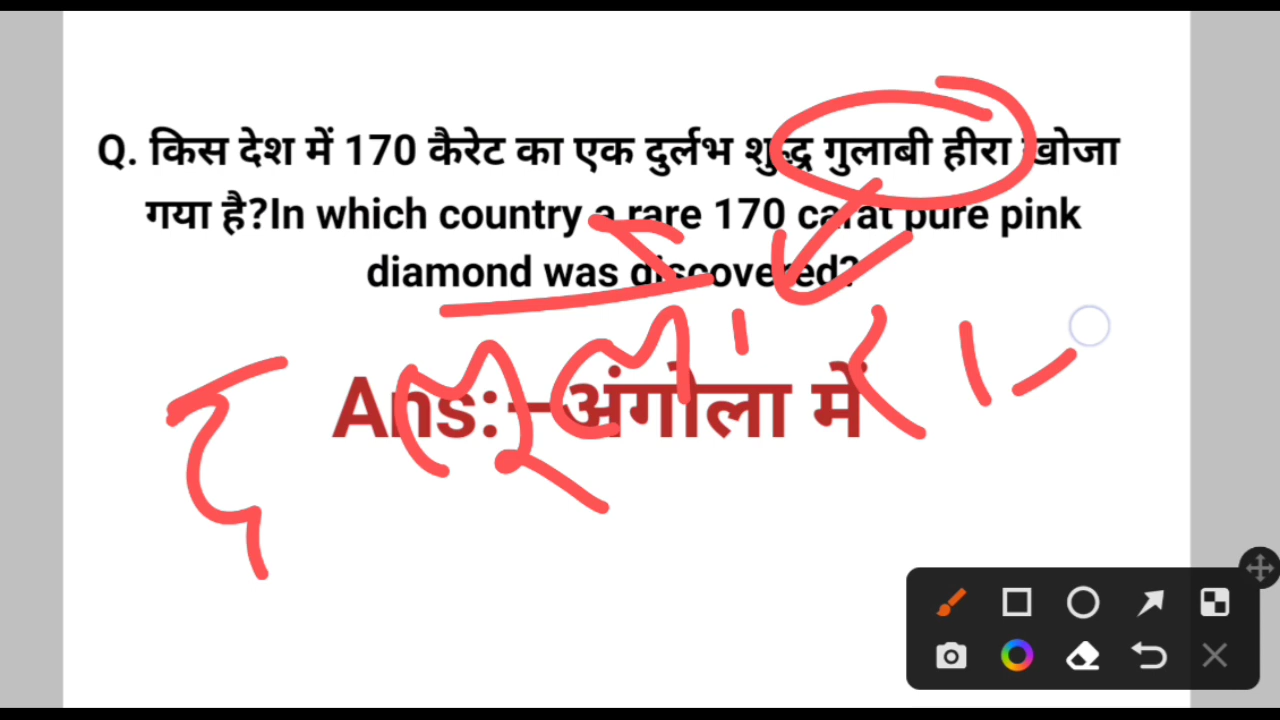 Q. किस देश में 170 कैरेट का एक दुर्लभ शुद्ध गुलाबी हीरा खोजा
गया है?In which country a rare 170 carat pure pink
diamond was discovered?
Ans:–अंगोला में